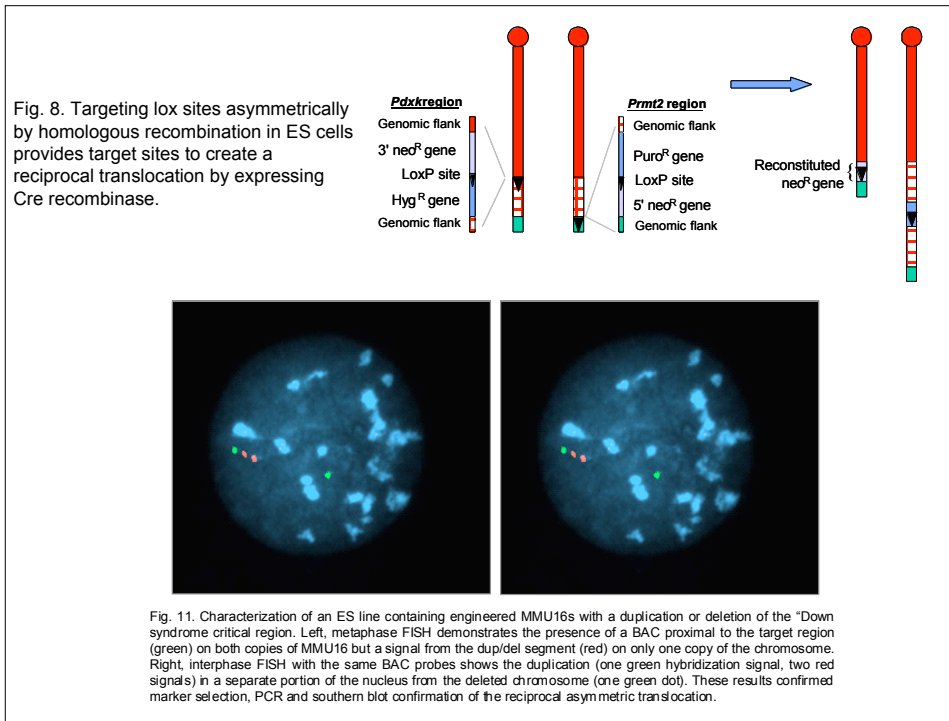 Fig. 8. Targeting lox sites asymmetrically
by homologous recombination in ES cells
provides target sites to create a
reciprocal translocation by expressing
Cre recombinase.
Pdxkregion
Genomic flank
3' neoR gene
LoxP site
HygR gene
Genomic flank
Prmt2 region
Genomic flank
PuroR gene
LoxP site
5' neoR gene
Genomic flank
Reconstituted
neoR gene
Fig. 11. Characterization of an ES line containing engineered MMU16s with a duplication or deletion of the “Down
syndrome critical region. Left, metaphase FISH demonstrates the presence of a BAC proximal to the target region
(green) on both copies of MMU16 but a signal from the dup/del segment (red) on only one copy of the chromosome.
Right, interphase FISH with the same BAC probes shows the duplication (one green hybridization signal, two red
signals) in a separate portion of the nucleus from the deleted chromosome (one green dot). These results confirmed
marker selection, PCR and southern blot confirmation of the reciprocal asymmetric translocation.